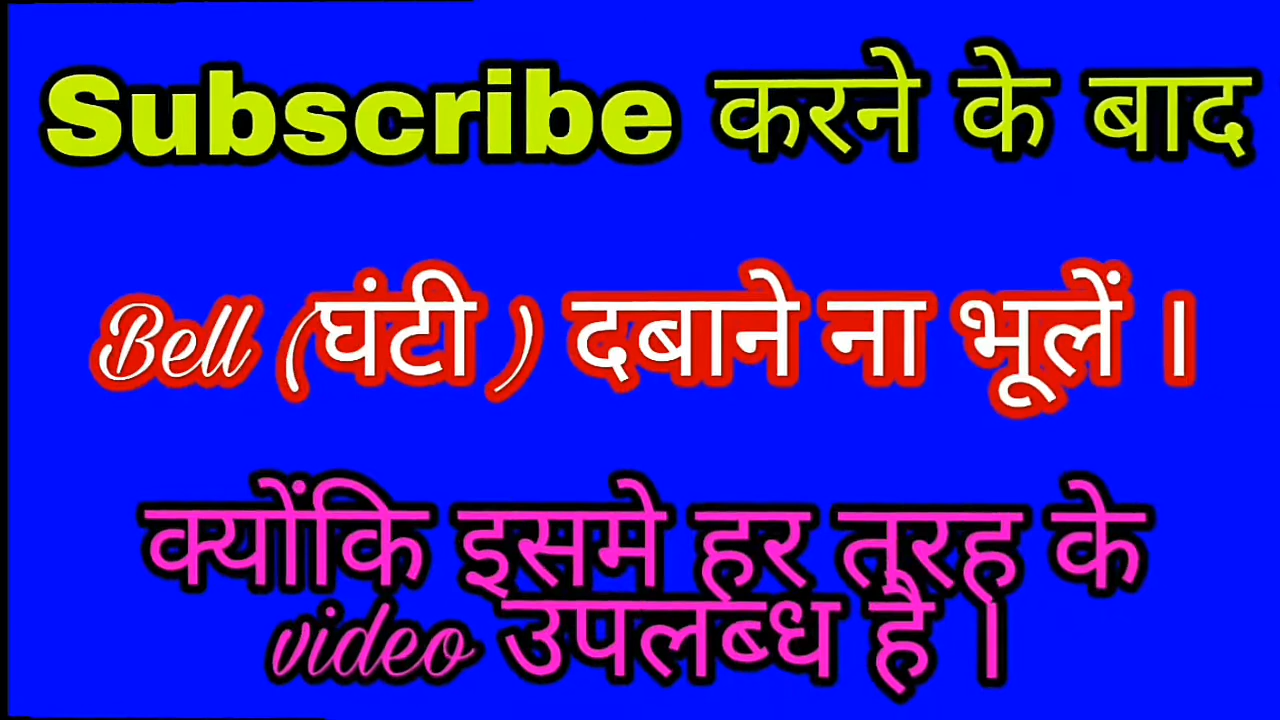 Subscribe करने के बाद
Bell (घंटी ) दबाने ना भूलें ।
क्योंकि इसमे हर तरह के
video उपलब्ध है ।